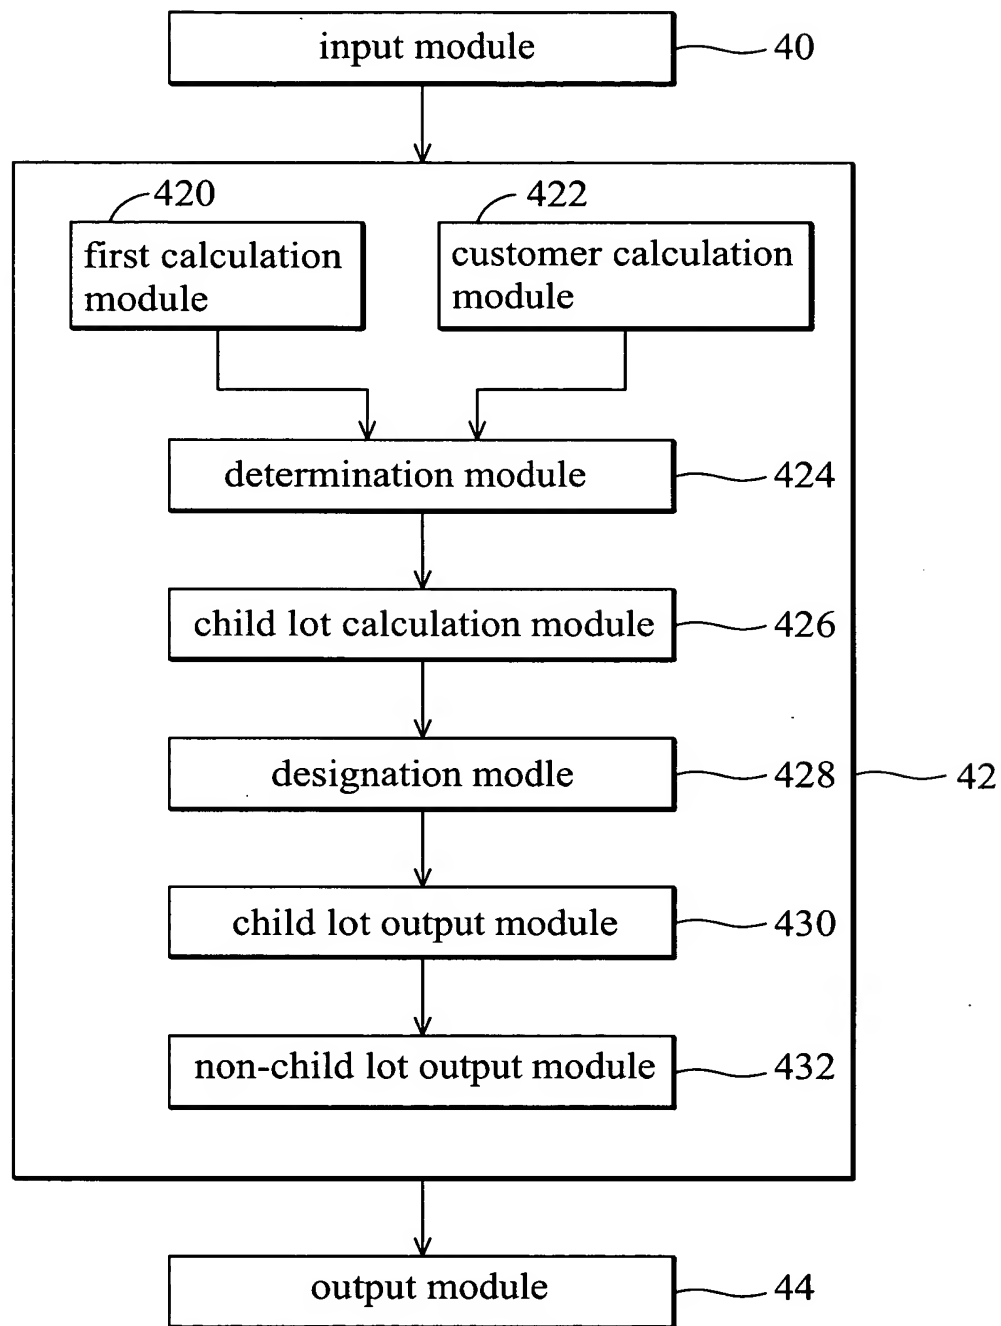 input module
40
420
422
first calculation
module
customer calculation
module
determination module
424
child lot calculation module
426
designation modle
428
42
child lot output module
430
non-child lot output module
432
output module
44